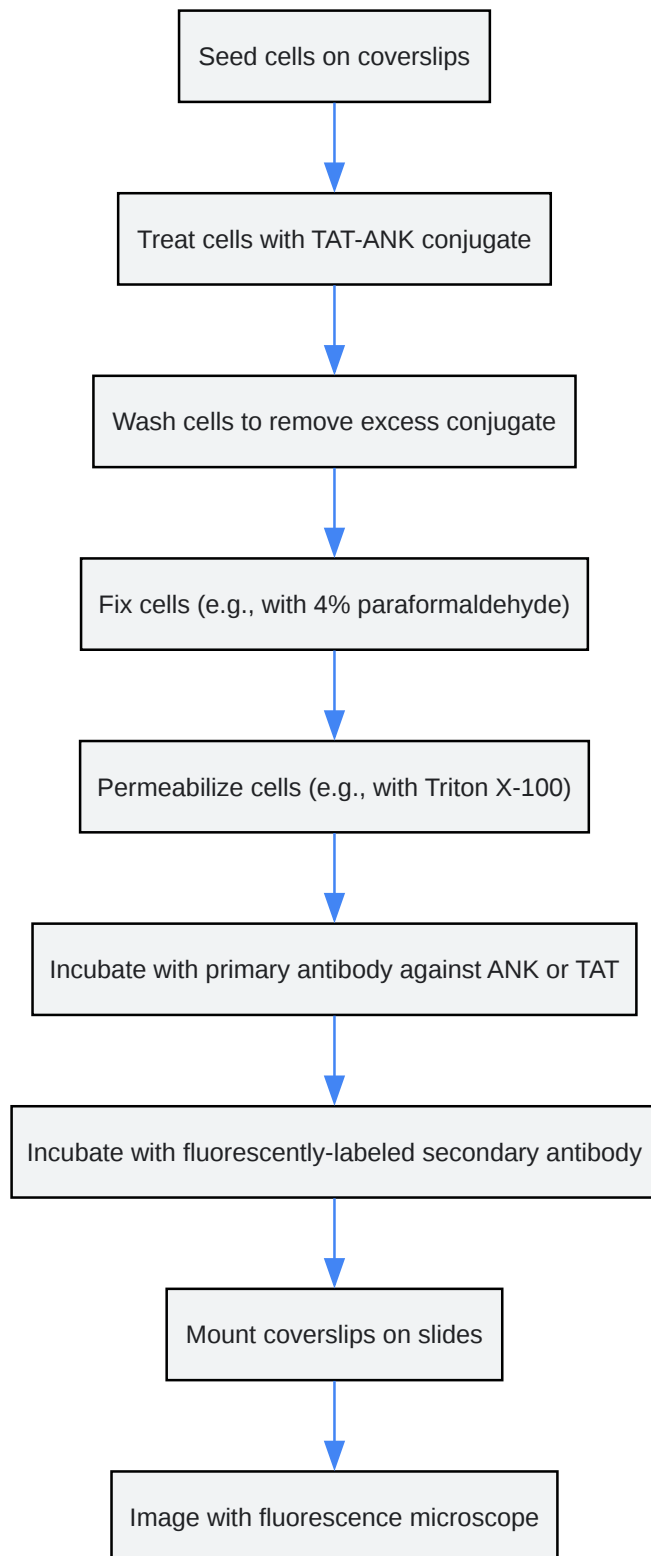 Seed cells on coverslips
Treat cells with TAT-ANK conjugate
Wash cells to remove excess conjugate
Fix cells (e.g., with 4% paraformaldehyde)
Permeabilize cells (e.g., with Triton X-100)
Incubate with primary antibody against ANK or TAT
Incubate with fluorescently-labeled secondary antibody
Mount coverslips on slides
Image with fluorescence microscope